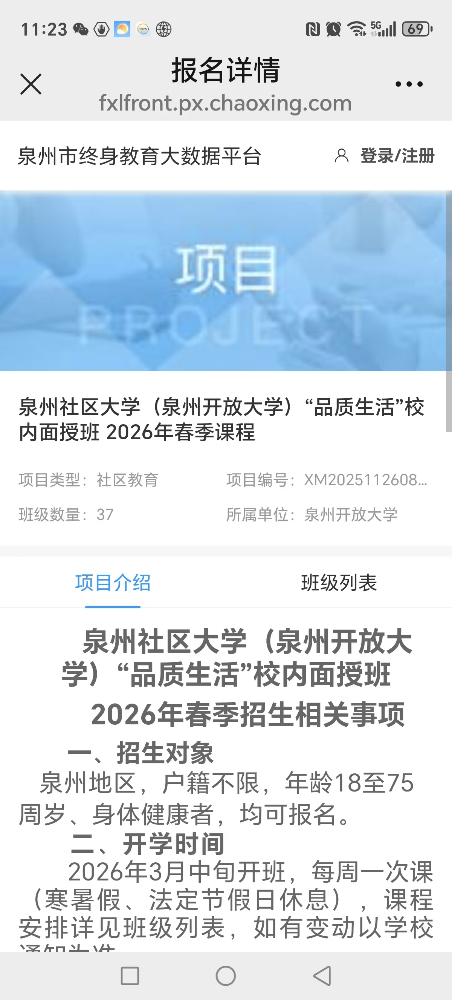 11:23
5G
69
报名详情
fxlfront.px.chaoxing.com
泉州市终身教育大数据平台
登录/注册
项目
PROJECT
泉州社区大学（泉州开放大学）“品质生活”校
内面授班 2026年春季课程
项目类型：社区教育
项目编号：XM2025112608...
班级数量：37
所属单位：泉州开放大学
项目介绍
班级列表
泉州社区大学（泉州开放大
学）“品质生活”校内面授班
2026年春季招生相关事项
一、招生对象
泉州地区，户籍不限，年龄18至75
周岁、身体健康者，均可报名。
二、开学时间
2026年3月中旬开班，每周一次课
（寒暑假、法定节假日休息），课程
安排详见班级列表，如有变动以学校
通知为准